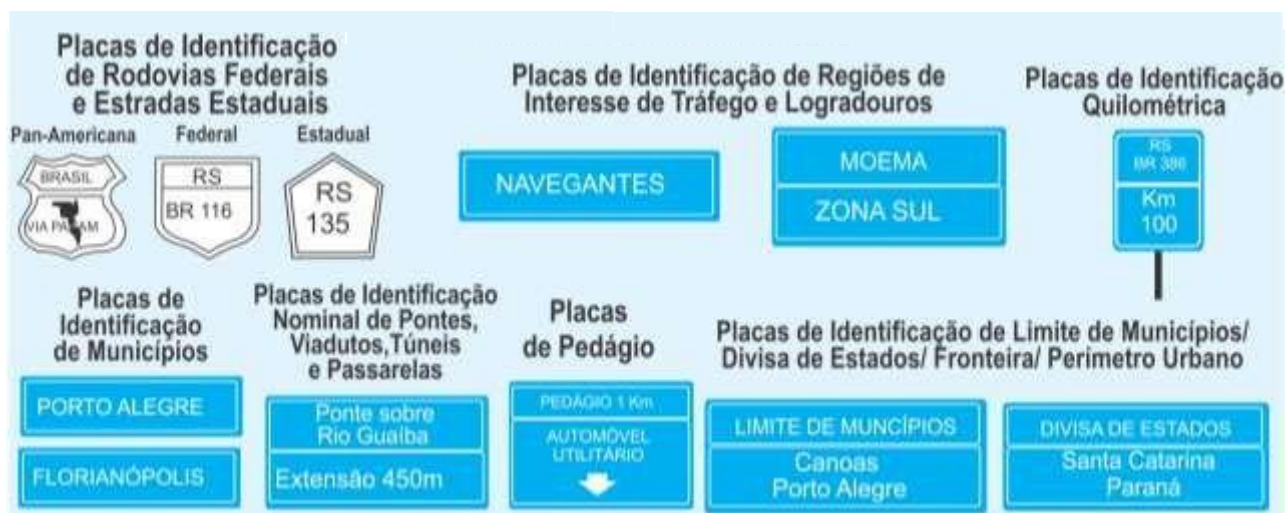 Placas de Identificação
de Rodovias Federais
e Estradas Estaduais
Pan-Americana
BRASIL
VIA PANAM
Federal
RS
BR 116
Estadual
RS
135
Placas de Identificação de Regiões de
Interesse de Tráfego e Logradouros
NAVEGANTES
MOEMA
ZONA SUL
Placas de Identificação
Quilométrica
RS
BR 386
Km
100
Placas de
Identificação
de Municípios
PORTO ALEGRE
FLORIANÓPOLIS
Placas de Identificação
Nominal de Pontes,
Viadutos,Túneis
e Passarelas
Ponte sobre
Rio Guaíba
Extensão 450m
Placas
de Pedágio
PEDÁGIO 1 Km
AUTOMÓVEL
UTILITÁRIO
Placas de Identificação de Limite de Municípios/
Divisa de Estados/ Fronteira/ Perimetro Urbano
LIMITE DE MUNCÍPIOS
Canoas
Porto Alegre
DIVISA DE ESTADOS
Santa Catarina
Paraná